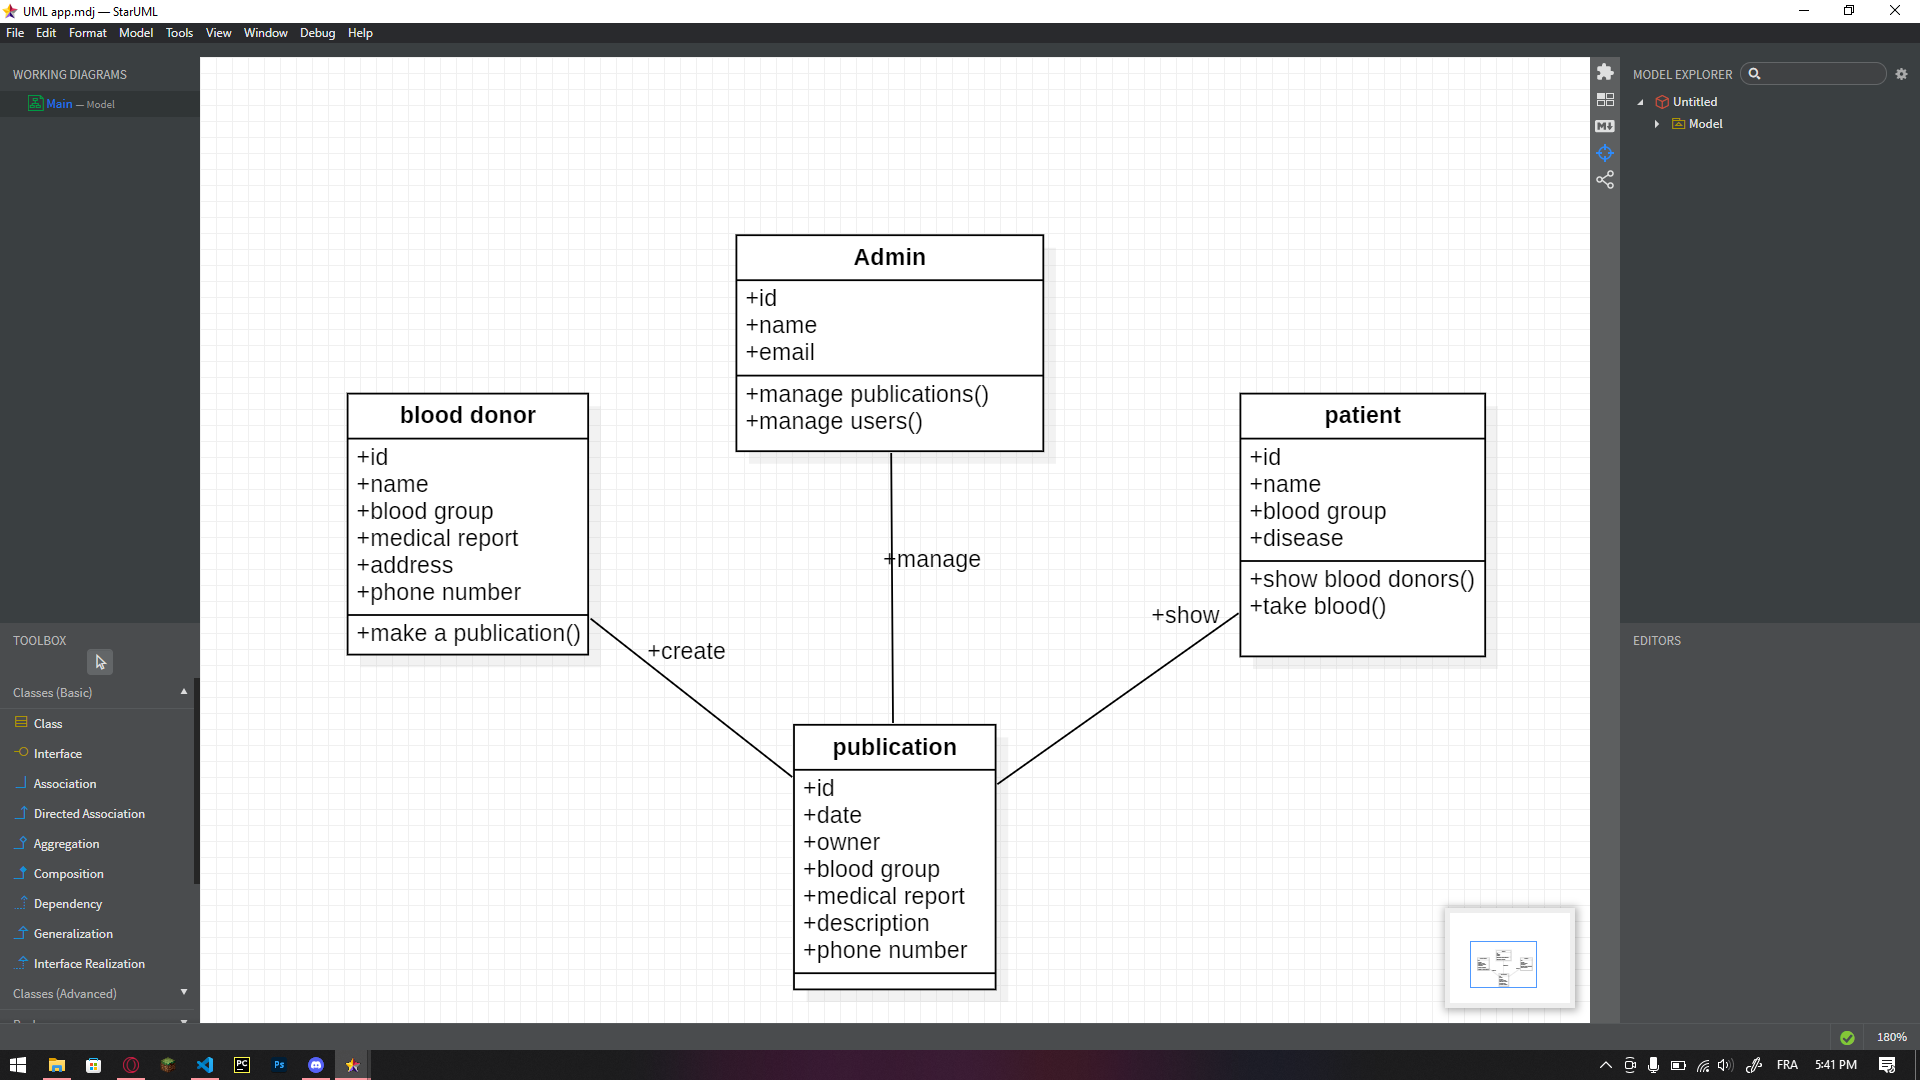 UML app.mdj — StarUML
File Edit Format Model Tools View Window Debug Help
WORKING DIAGRAMS
Main — Model
TOOLBOX
Classes (Basic)
Class
Interface
Association
Directed Association
Aggregation
Composition
Dependency
Generalization
Interface Realization
Classes (Advanced)
Admin
+id
+name
+email
+manage publications()
+manage users()
blood donor
+id
+name
+blood group
+medical report
+address
+phone number
+make a publication()
patient
+id
+name
+blood group
+disease
+show blood donors()
+take blood()
+manage
+show
+create
publication
+id
+date
+owner
+blood group
+medical report
+description
+phone number
MODEL EXPLORER
Untitled
Model
EDITORS
180%
PC
Ps
FRA
5:41 PM